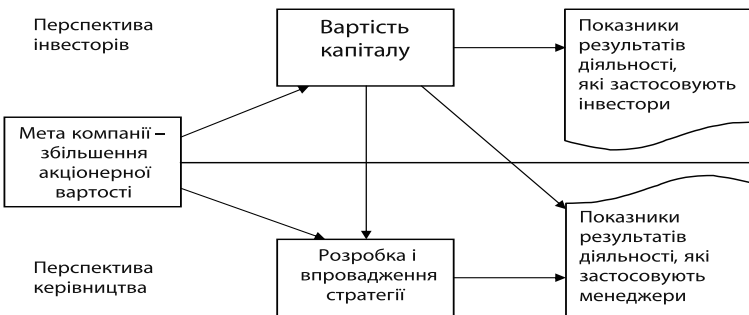 Перспектива
інвесторів
Вартість
капіталу
Показники
результатів
діяльності,
які застосовують
інвестори
Мета компанії –
збільшення
акціонерної
вартості
Перспектива
керівництва
Розробка і
впровадження
стратегії
Показники
результатів
діяльності, які
застосовують
менеджери